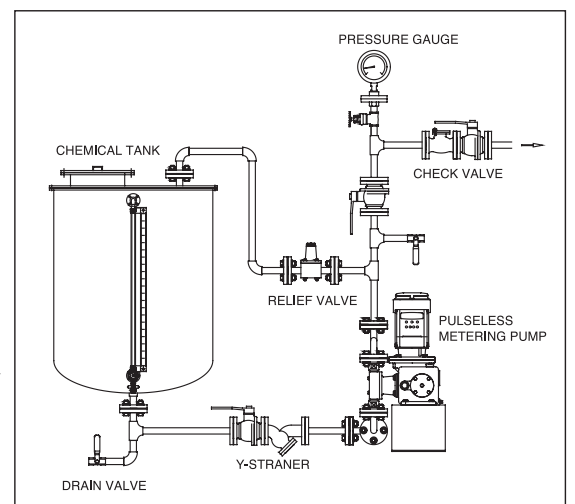 PRESSURE GAUGE
CHEMICAL TANK
CHECK VALVE
RELIEF VALVE
PULSELESS
METERING PUMP
Y-STRANER
DRAIN VALVE